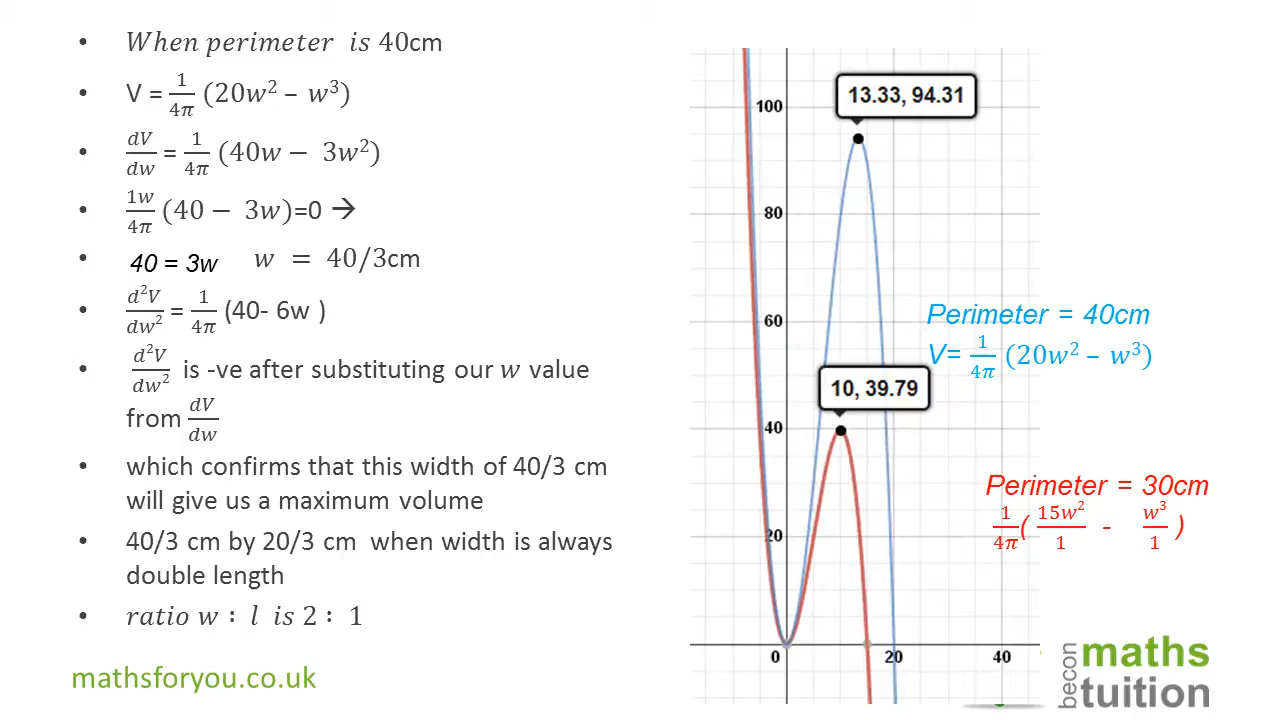 • When perimeter is 40cm
• V = 1/4π (20w² – w³)
• dV/dw = 1/4π (40w − 3w²)
• 1w/4π (40 − 3w)=0 →
• 40 = 3w w = 40/3cm
• d²V/dw² = 1/4π (40- 6w )
• d²V/dw² is -ve after substituting our w value
from dV/dw
• which confirms that this width of 40/3 cm
will give us a maximum volume
• 40/3 cm by 20/3 cm when width is always
double length
• ratio w : l is 2 : 1
mathsforyou.co.uk
13.33, 94.31
100
80
60
Perimeter = 40cm
V= 1/4π (20w² – w³)
10, 39.79
40
Perimeter = 30cm
1/4π( 15w²/1 - w³/1 )
20
0
20
40
becon
maths
tuition